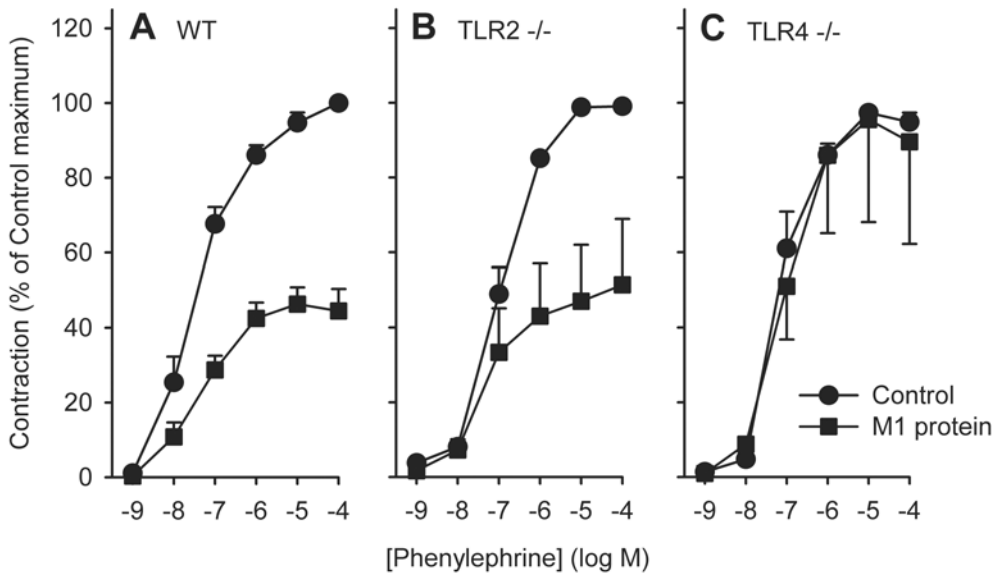 A WT
B TLR2 -/-
C TLR4 -/-
Contraction (% of Control maximum)
120
100
80
60
40
20
0
Control
M1 protein
-9 -8 -7 -6 -5 -4
-9 -8 -7 -6 -5 -4
-9 -8 -7 -6 -5 -4
[Phenylephrine] (log M)